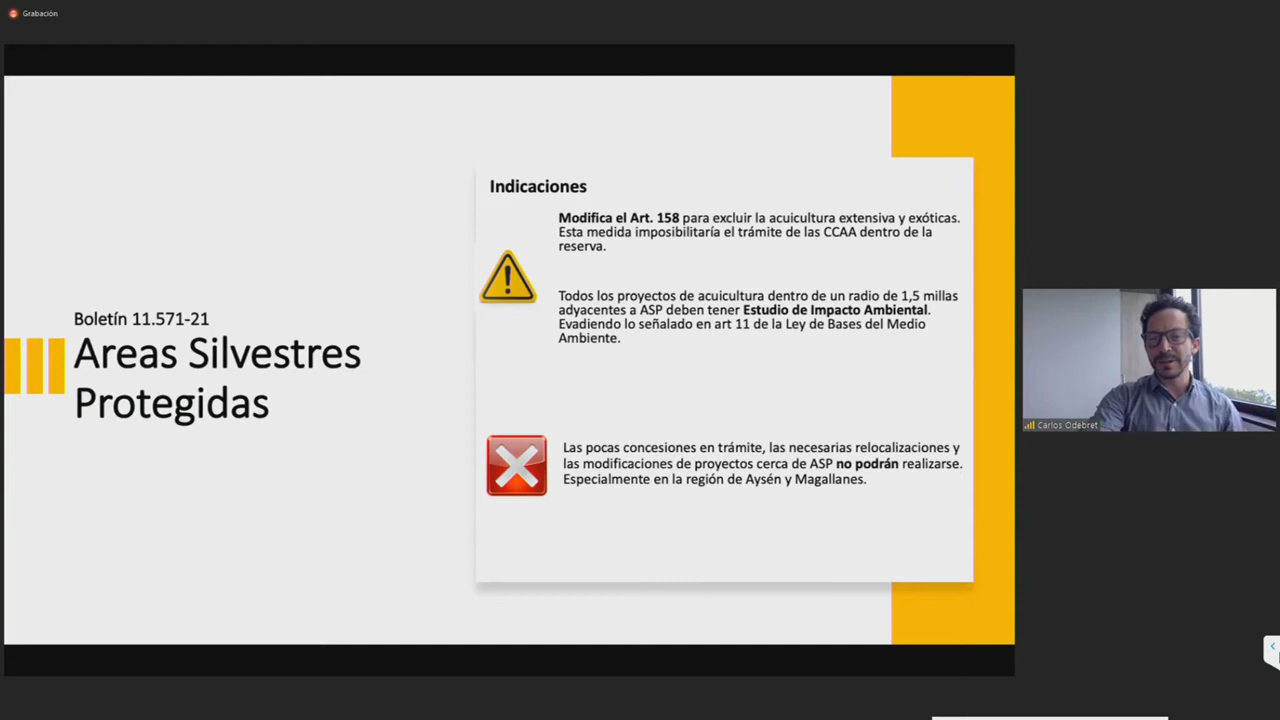 Grabación
Boletín 11.571-21
Areas Silvestres
Protegidas
Indicaciones
Modifica el Art. 158 para excluir la acuicultura extensiva y exóticas.
Esta medida imposibilitaría el trámite de las CCAA dentro de la
reserva.
Todos los proyectos de acuicultura dentro de un radio de 1,5 millas
adyacentes a ASP deben tener Estudio de Impacto Ambiental.
Evadiendo lo señalado en art 11 de la Ley de Bases del Medio
Ambiente.
Las pocas concesiones en trámite, las necesarias relocalizaciones y
las modificaciones de proyectos cerca de ASP no podrán realizarse.
Especialmente en la región de Aysén y Magallanes.
Carlos Odebret